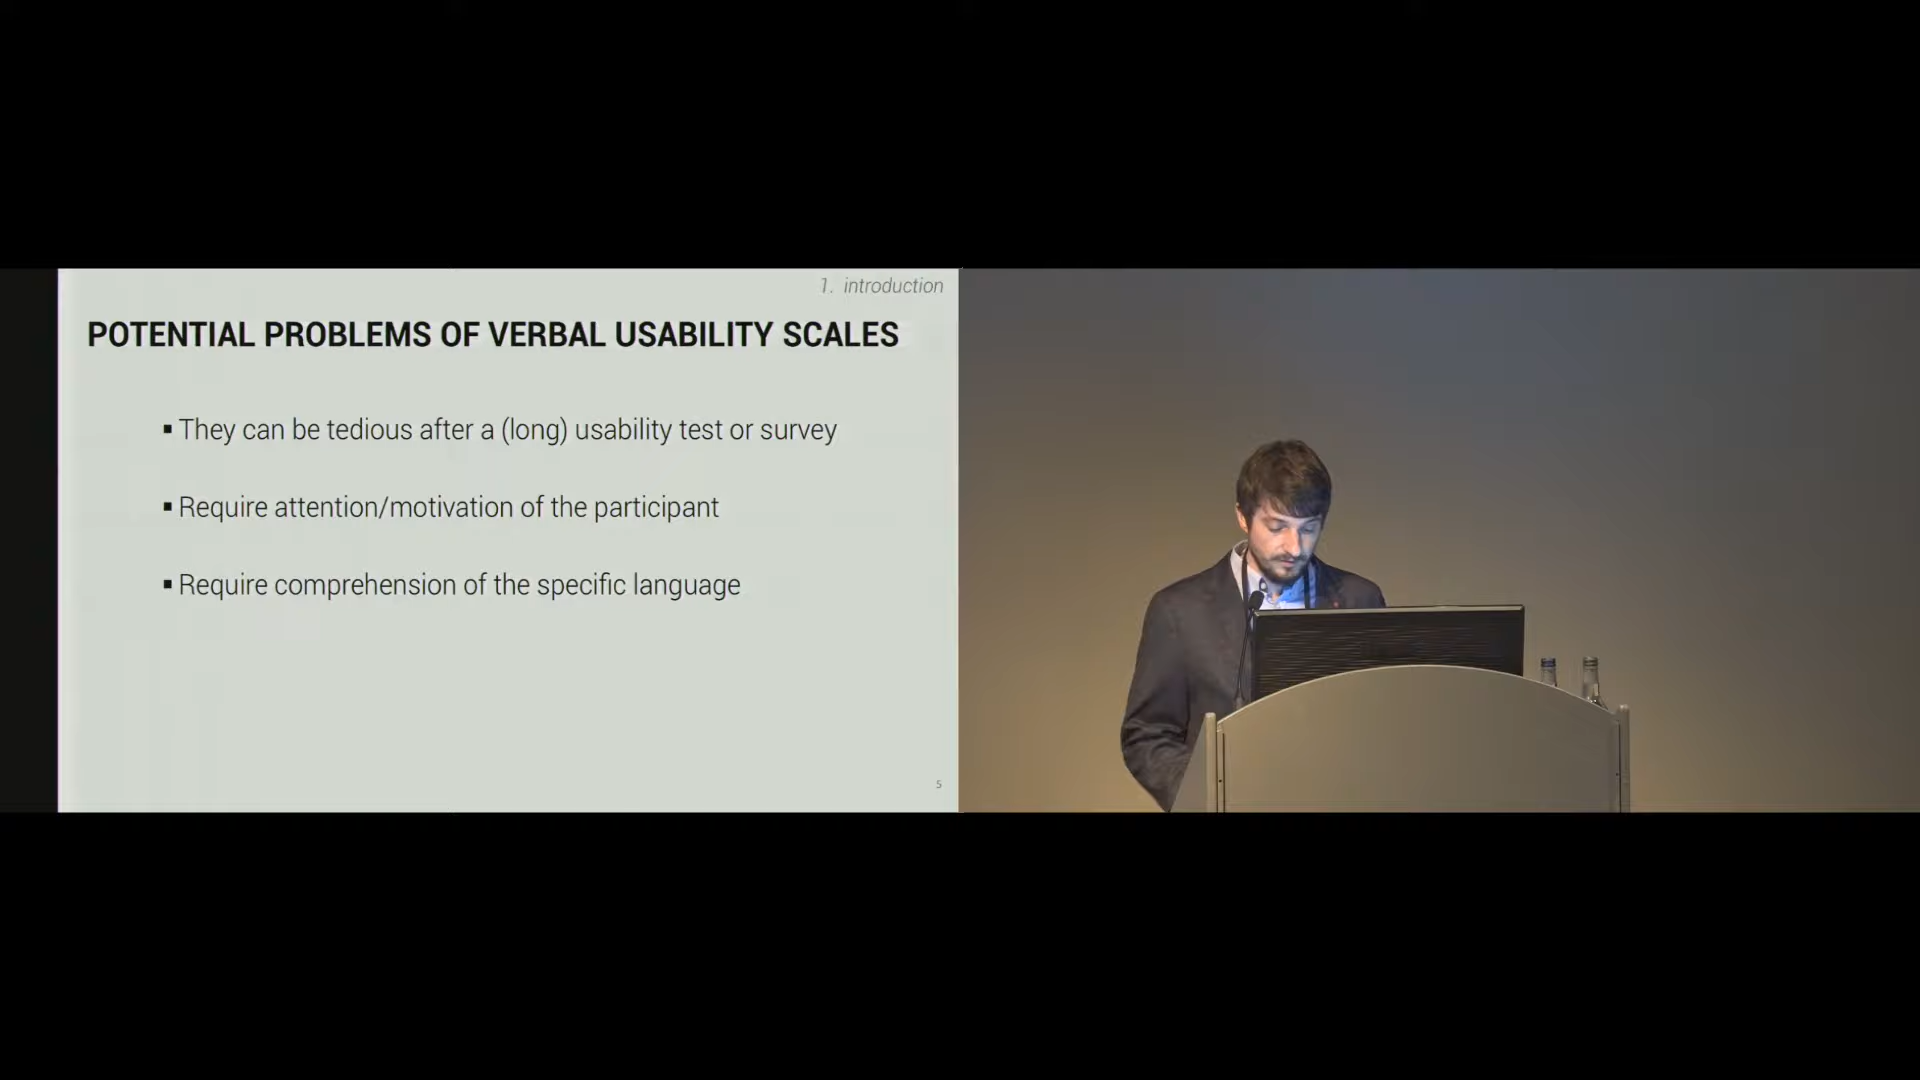 1. introduction
POTENTIAL PROBLEMS OF VERBAL USABILITY SCALES
▪ They can be tedious after a (long) usability test or survey
▪ Require attention/motivation of the participant
▪ Require comprehension of the specific language
5